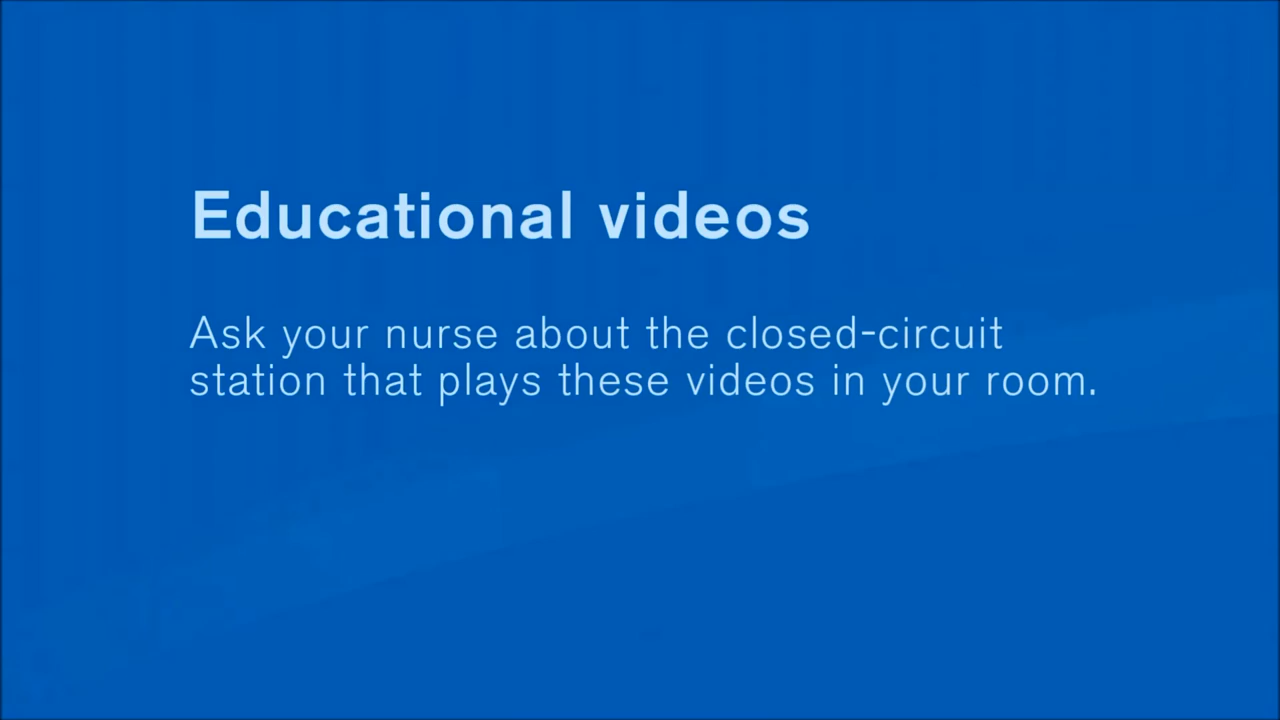 Educational videos
Ask your nurse about the closed-circuit
station that plays these videos in your room.